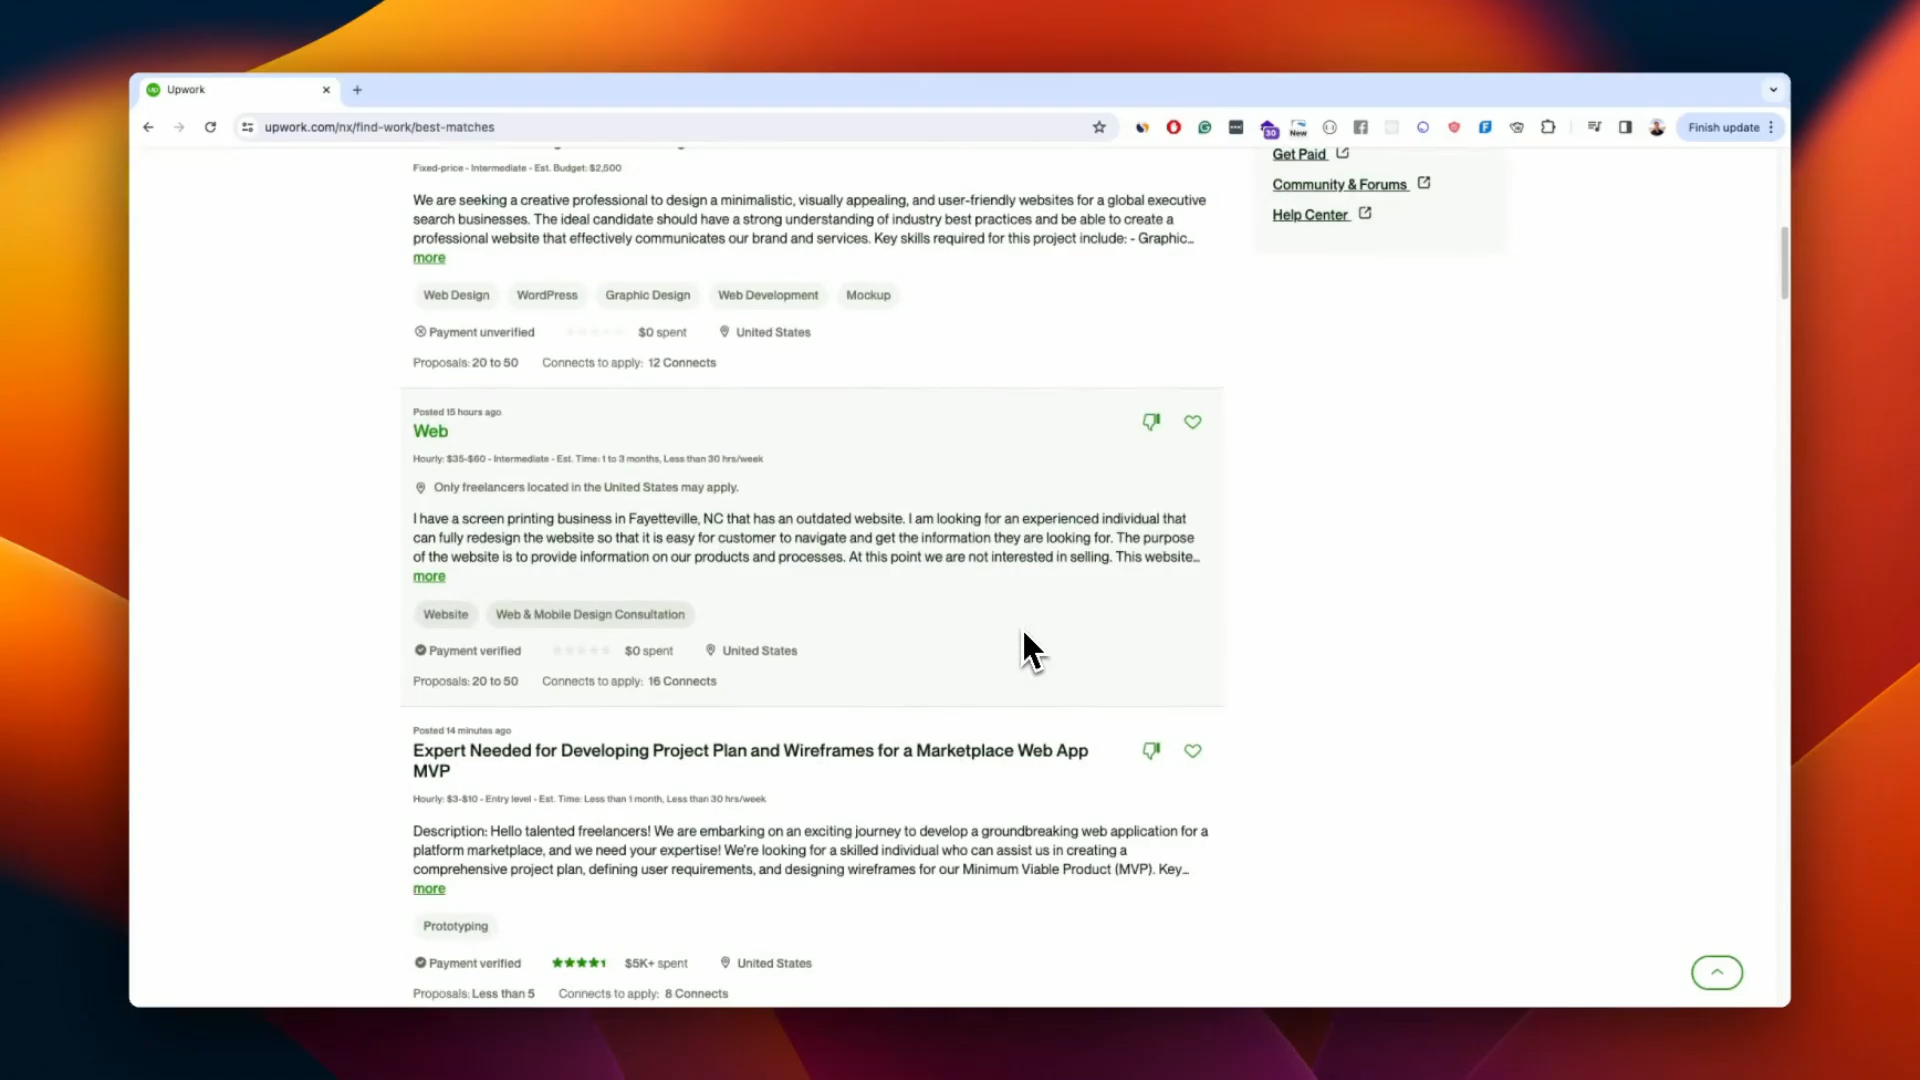 Upwork
upwork.com/nx/find-work/best-matches
30
New
Finish update
Get Paid
Fixed-price - Intermediate - Est. Budget: $2,500
Community & Forums
We are seeking a creative professional to design a minimalistic, visually appealing, and user-friendly websites for a global executive
search businesses. The ideal candidate should have a strong understanding of industry best practices and be able to create a
Help Center
professional website that effectively communicates our brand and services. Key skills required for this project include: - Graphic...
more
Web Design WordPress Graphic Design Web Development Mockup
Payment unverified $0 spent United States
Proposals: 20 to 50 Connects to apply: 12 Connects
Posted 15 hours ago
Web
Hourly: $35-$60 - Intermediate - Est. Time: 1 to 3 months, Less than 30 hrs/week
Only freelancers located in the United States may apply.
I have a screen printing business in Fayetteville, NC that has an outdated website. I am looking for an experienced individual that
can fully redesign the website so that it is easy for customer to navigate and get the information they are looking for. The purpose
of the website is to provide information on our products and processes. At this point we are not interested in selling. This website...
more
Website Web & Mobile Design Consultation
Payment verified $0 spent United States
Proposals: 20 to 50 Connects to apply: 16 Connects
Posted 14 minutes ago
Expert Needed for Developing Project Plan and Wireframes for a Marketplace Web App
MVP
Hourly: $3-$10 - Entry level - Est. Time: Less than 1 month, Less than 30 hrs/week
Description: Hello talented freelancers! We are embarking on an exciting journey to develop a groundbreaking web application for a
platform marketplace, and we need your expertise! We're looking for a skilled individual who can assist us in creating a
comprehensive project plan, defining user requirements, and designing wireframes for our Minimum Viable Product (MVP). Key...
more
Prototyping
Payment verified $5K+ spent United States
Proposals: Less than 5 Connects to apply: 8 Connects